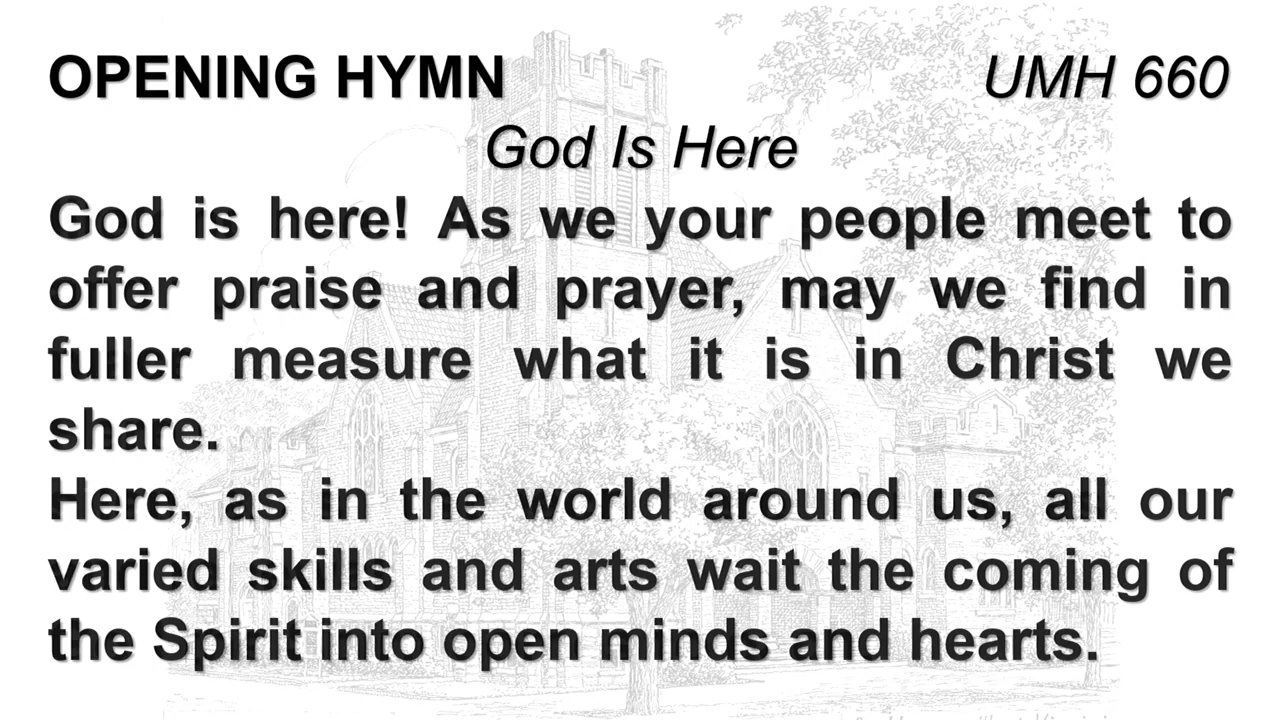 OPENING HYMN UMH 660
God Is Here
God is here! As we your people meet to
offer praise and prayer, may we find in
fuller measure what it is in Christ we
share.
Here, as in the world around us, all our
varied skills and arts wait the coming of
the Spirit into open minds and hearts.